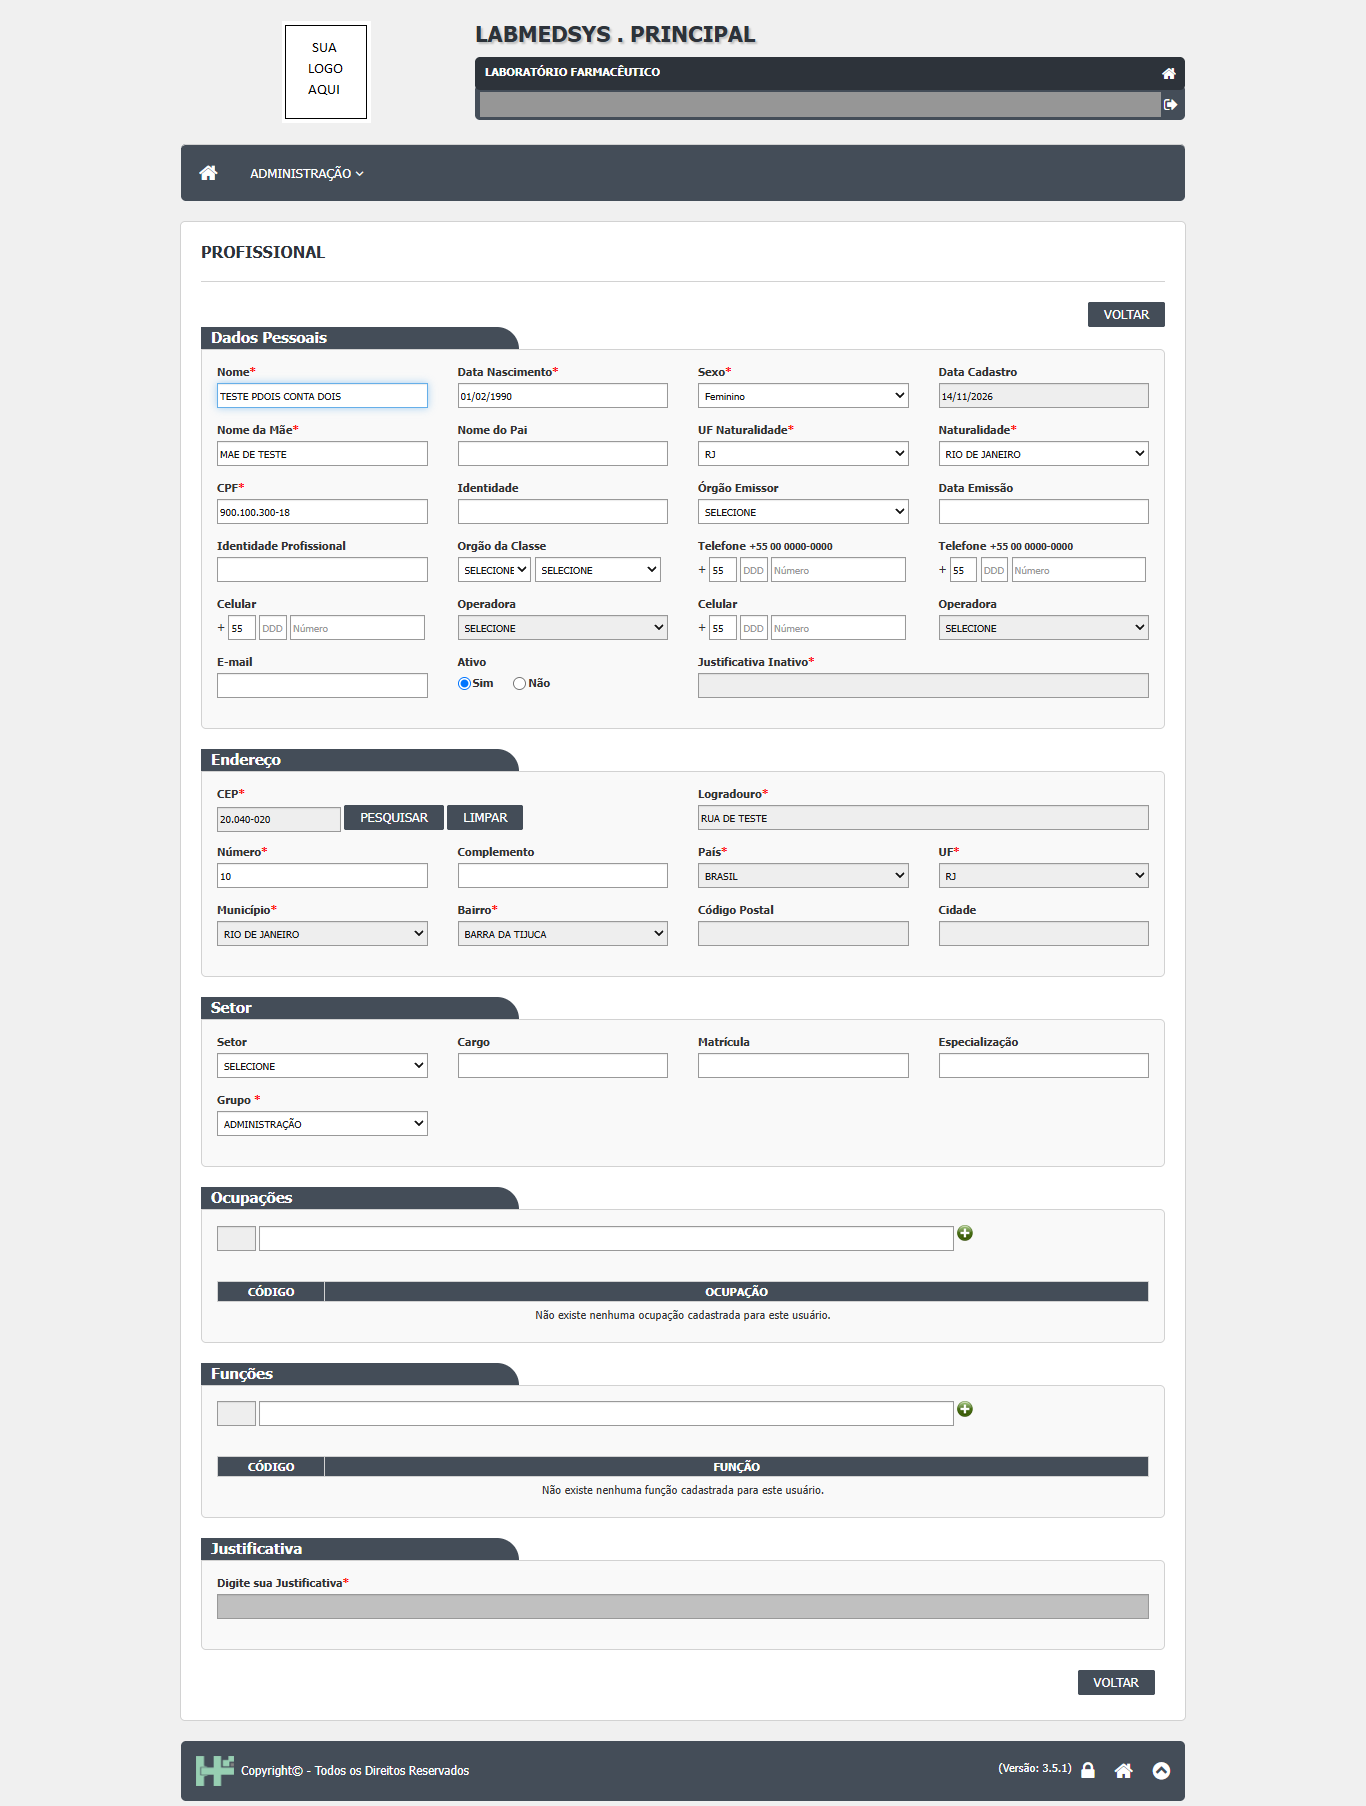 SUA
LOGO
AQUI
LABMEDSYS . PRINCIPAL
LABORATÓRIO FARMACÊUTICO
ADMINISTRAÇÃO
PROFISSIONAL
VOLTAR
Dados Pessoais
Nome* Data Nascimento* Sexo* Data Cadastro
TESTE PDOIS CONTA DOIS 01/02/1990 Feminino 14/11/2026
Nome da Mãe* Nome do Pai UF Naturalidade* Naturalidade*
MAE DE TESTE RJ RIO DE JANEIRO
CPF* Identidade Órgão Emissor Data Emissão
900.100.300-18 SELECIONE
Identidade Profissional Orgão da Classe Telefone +55 00 0000-0000 Telefone +55 00 0000-0000
SELECIONE SELECIONE + 55 DDD Número + 55 DDD Número
Celular Operadora Celular Operadora
+ 55 DDD Número SELECIONE + 55 DDD Número SELECIONE
E-mail Ativo Justificativa Inativo*
Sim Não
Endereço
CEP* Logradouro*
20.040-020 PESQUISAR LIMPAR RUA DE TESTE
Número* Complemento País* UF*
10 BRASIL RJ
Município* Bairro* Código Postal Cidade
RIO DE JANEIRO BARRA DA TIJUCA
Setor
Setor Cargo Matrícula Especialização
SELECIONE
Grupo *
ADMINISTRAÇÃO
Ocupações
CÓDIGO OCUPAÇÃO
Não existe nenhuma ocupação cadastrada para este usuário.
Funções
CÓDIGO FUNÇÃO
Não existe nenhuma função cadastrada para este usuário.
Justificativa
Digite sua Justificativa*
VOLTAR
Copyright© - Todos os Direitos Reservados (Versão: 3.5.1)